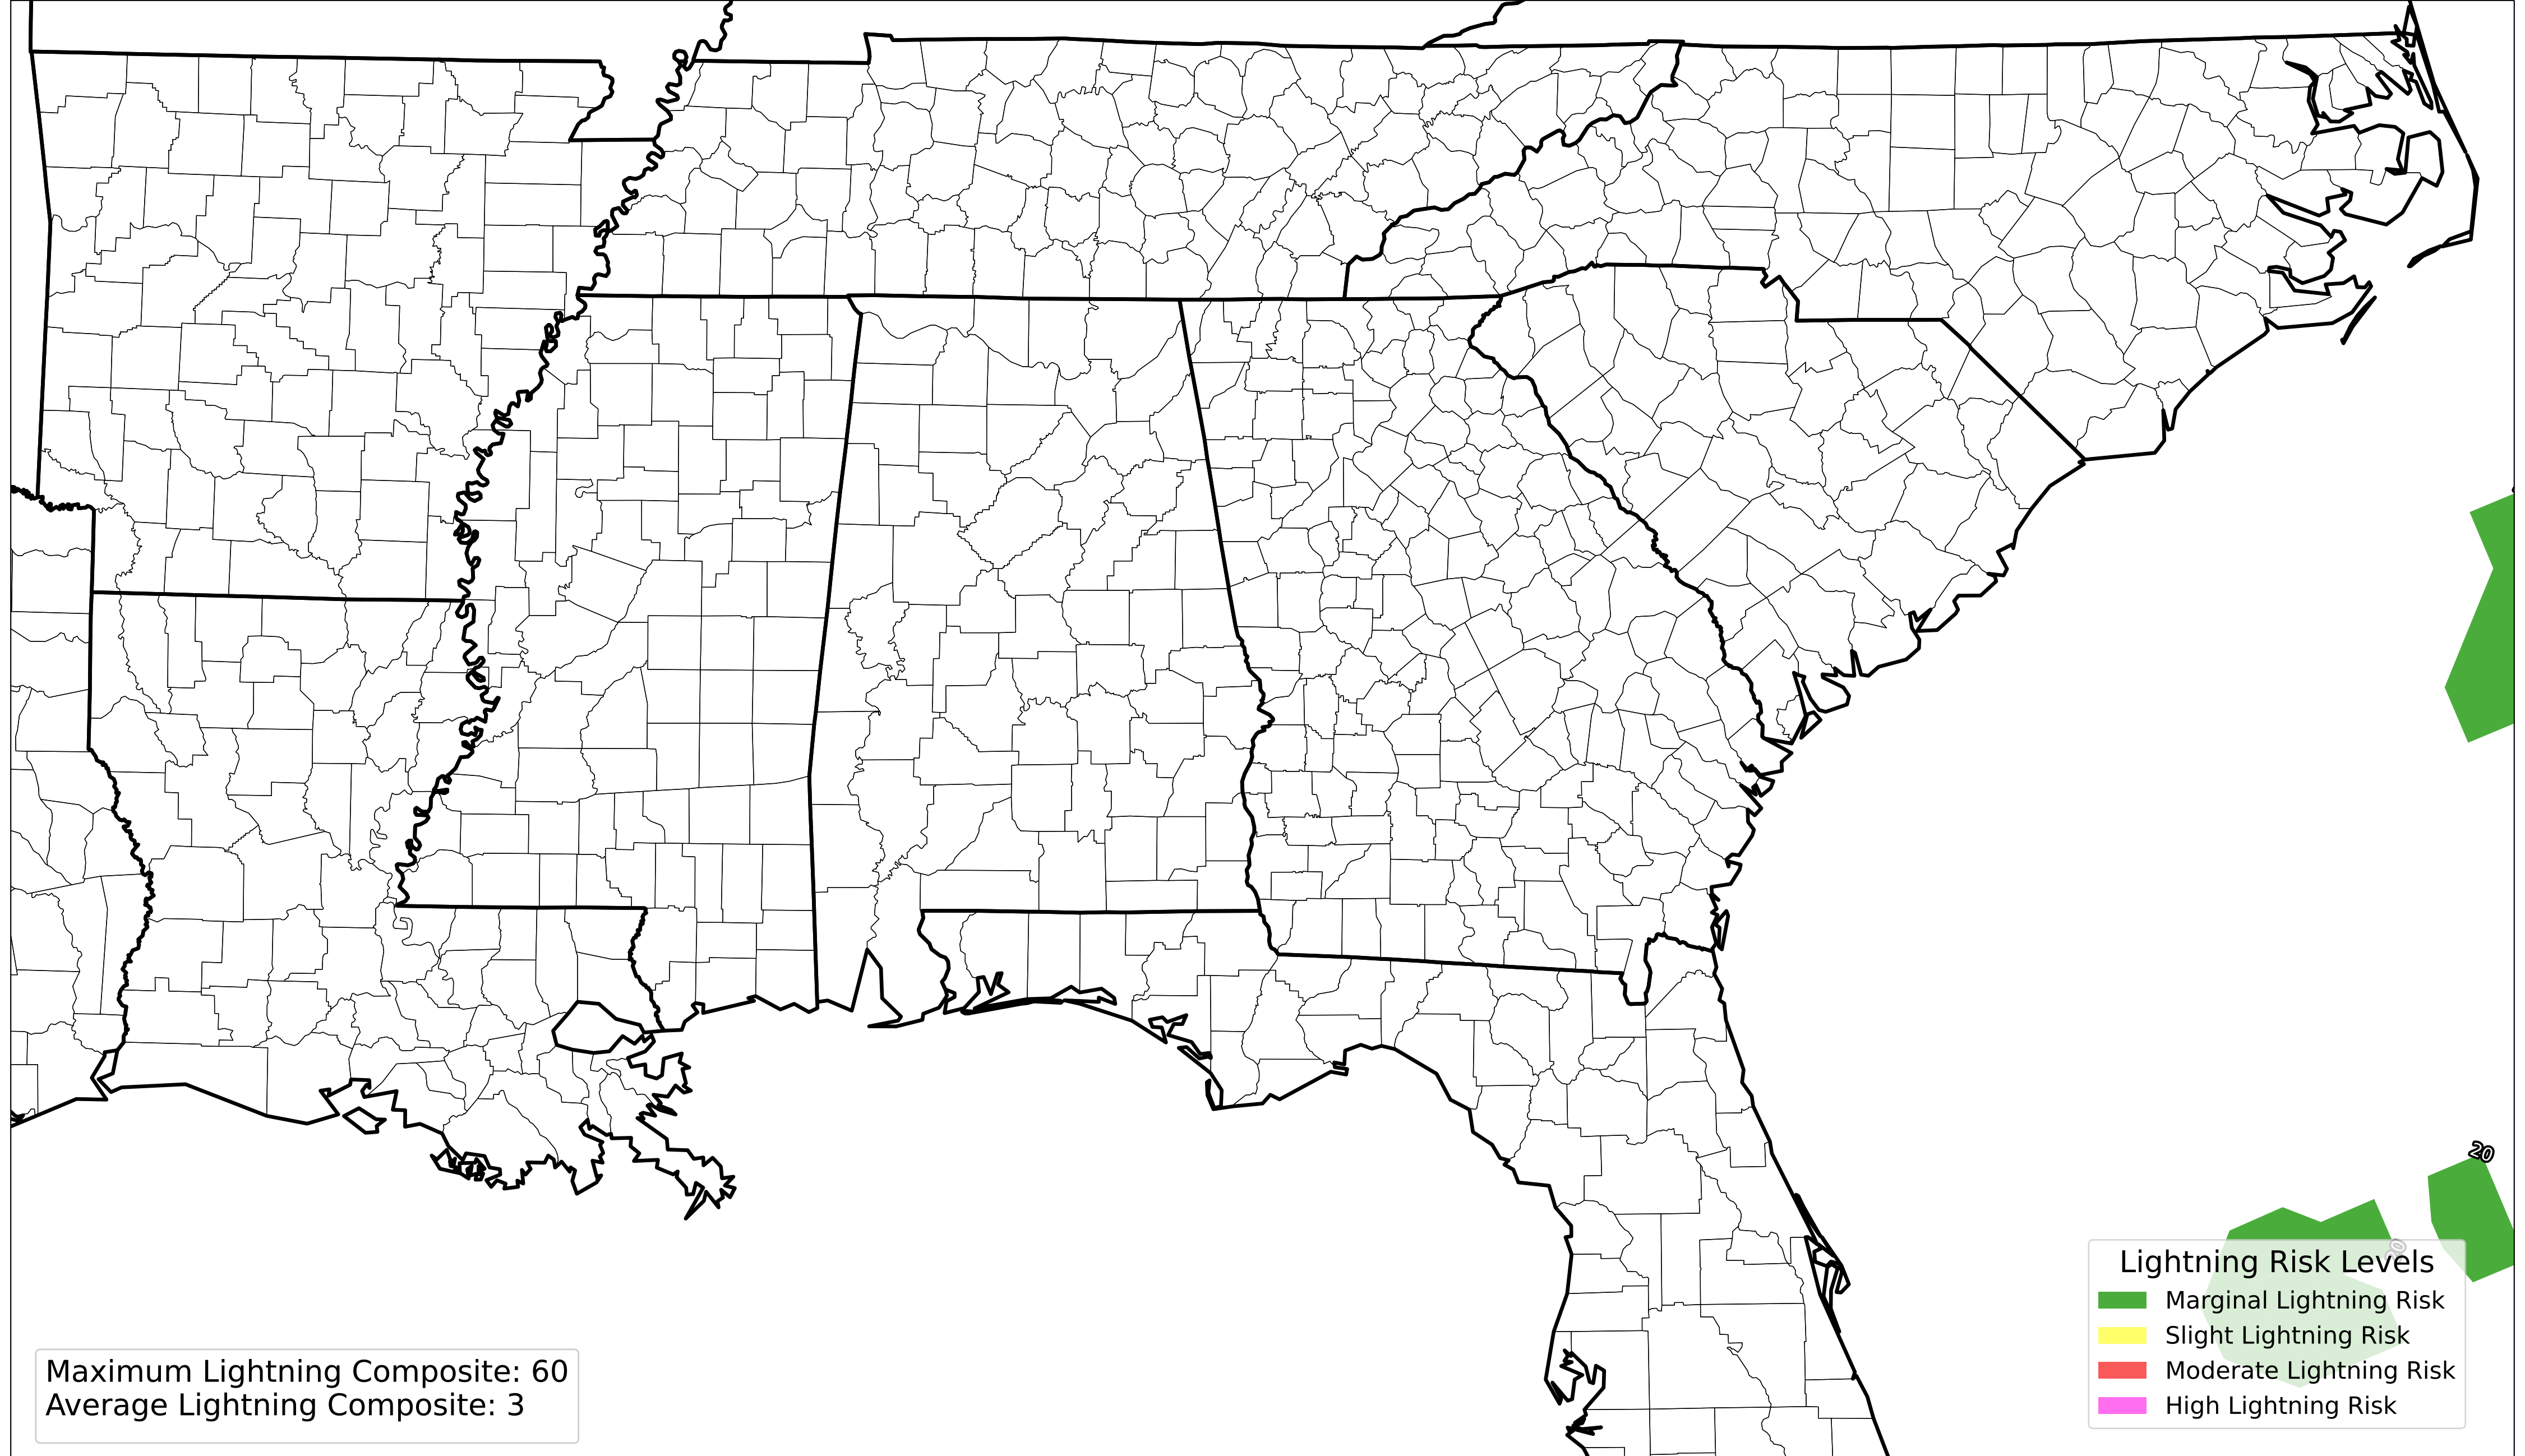 20
20
Lightning Risk Levels
Marginal Lightning Risk
Slight Lightning Risk
Moderate Lightning Risk
High Lightning Risk
Maximum Lightning Composite: 60
Average Lightning Composite: 3